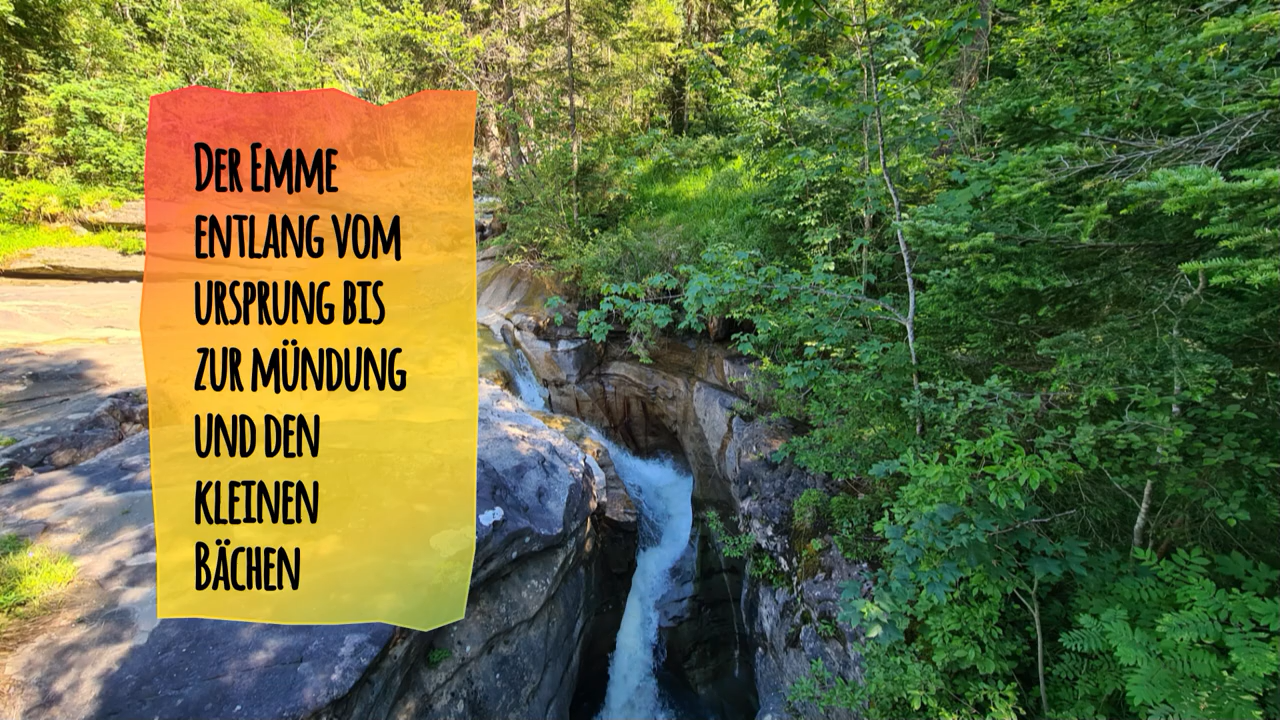 Der Emme
entlang vom
ursprung bis
zur mündung
und den
kleinen
Bächen